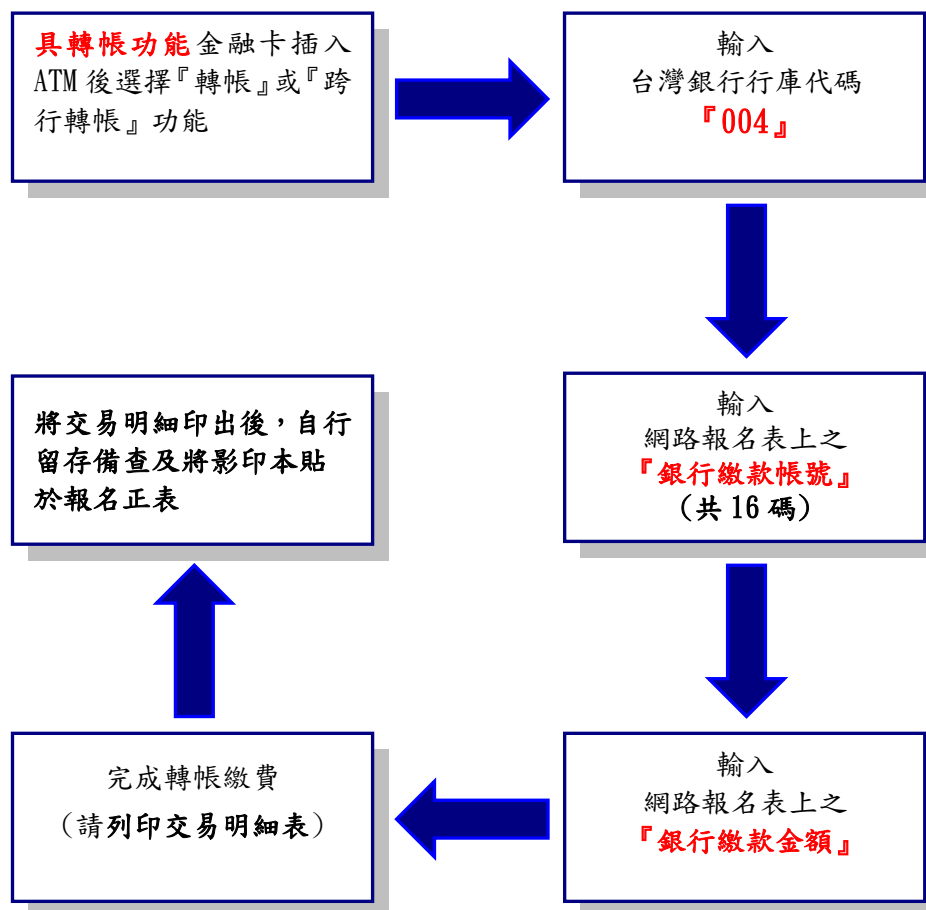 具轉帳功能金融卡插入
ATM 後選擇『轉帳』或『跨
行轉帳』功能
輸入
台灣銀行行庫代碼
『004』
輸入
網路報名表上之
『銀行繳款帳號』
(共 16 碼)
輸入
網路報名表上之
『銀行繳款金額』
完成轉帳繳費
(請列印交易明細表)
將交易明細印出後，自行
留存備查及將影印本貼
於報名正表